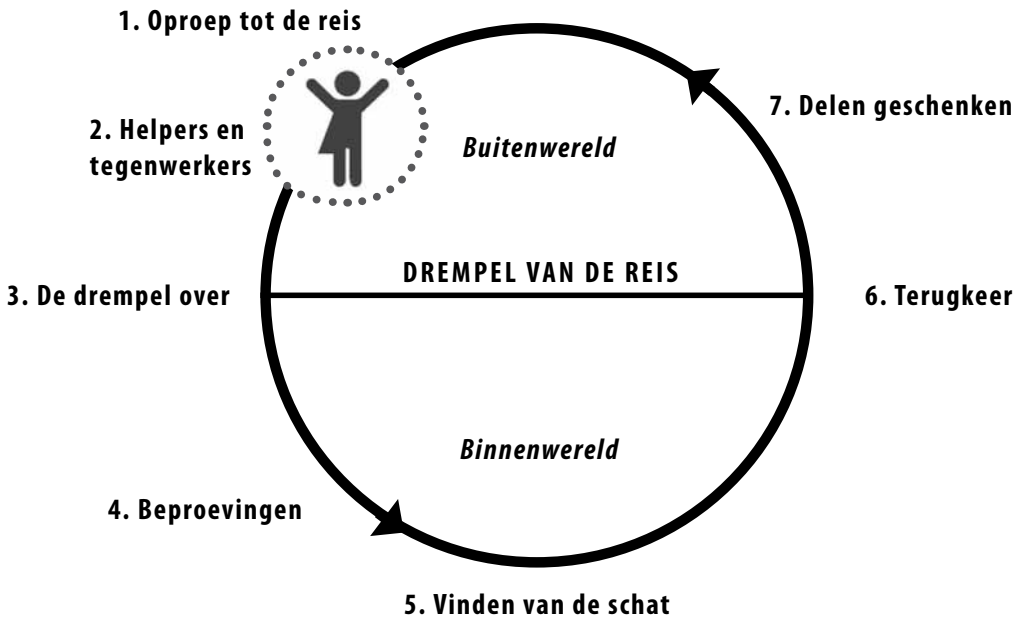 1. Oproep tot de reis
2. Helpers en
tegenwerkers
Buitenwereld
7. Delen geschenken
DREMPEL VAN DE REIS
3. De drempel over
6. Terugkeer
Binnenwereld
4. Beproevingen
5. Vinden van de schat